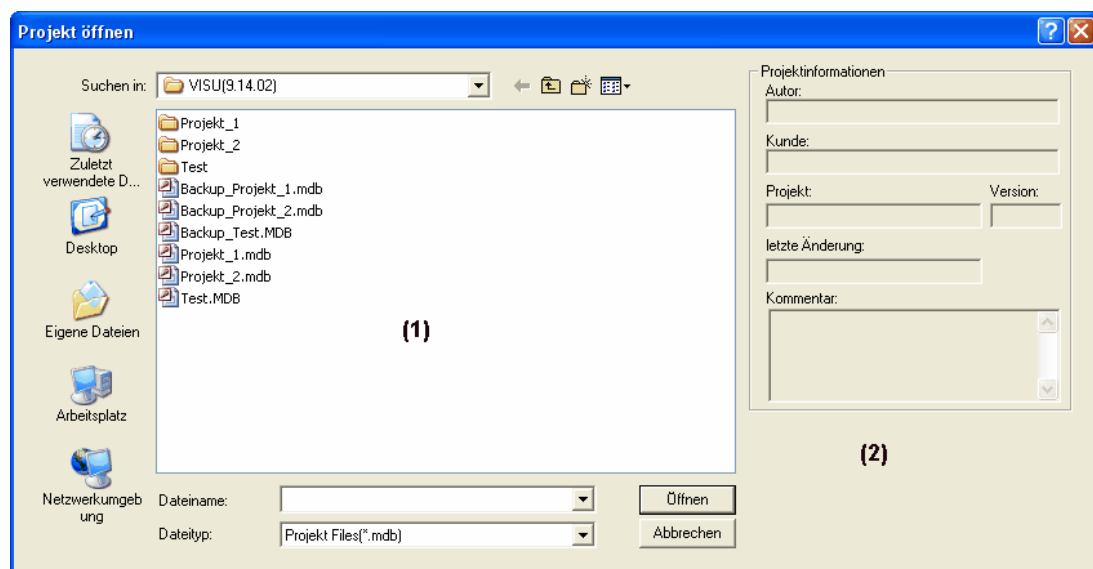 Projekt öffnen
Suchen in:
VISU(9.14.02)
Zuletzt
verwendete D...
Desktop
Eigene Dateien
Arbeitsplatz
Netzwerkumgeb
ung
Projekt_1
Projekt_2
Test
Backup_Projekt_1.mdb
Backup_Projekt_2.mdb
Backup_Test.MDB
Projekt_1.mdb
Projekt_2.mdb
Test.MDB
(1)
Dateiname:
Öffnen
Dateityp:
Projekt Files(*.mdb)
Abbrechen
Projektinformationen
Autor:
Kunde:
Projekt:
Version:
letzte Änderung:
Kommentar:
(2)